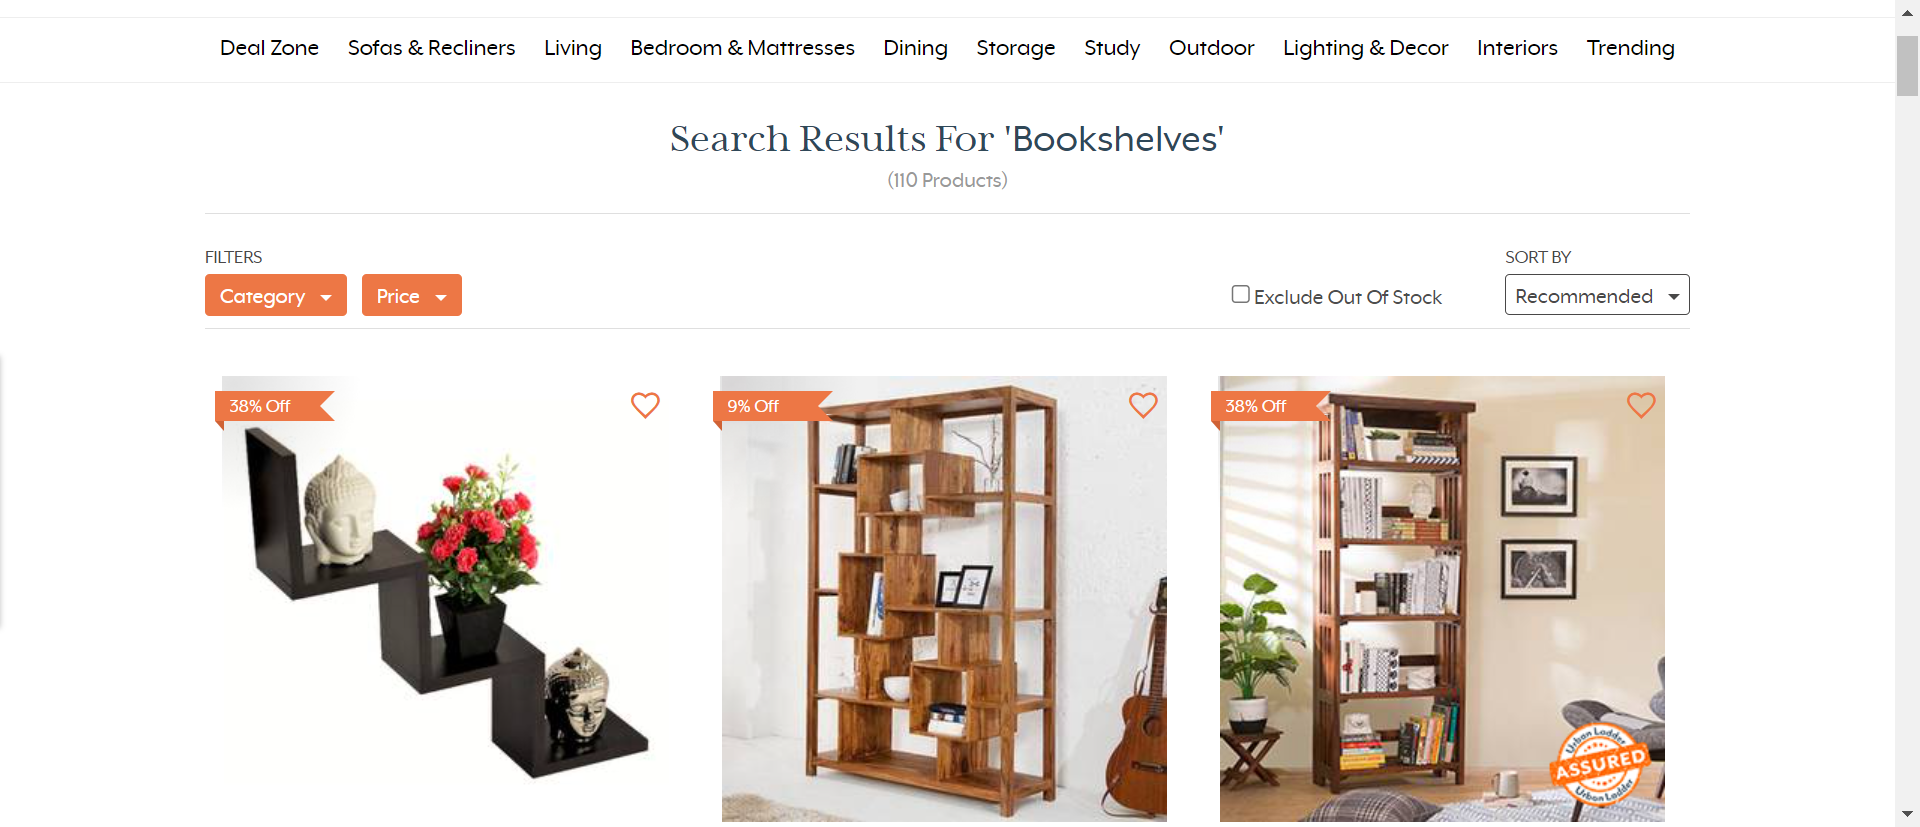 Deal Zone Sofas & Recliners Living Bedroom & Mattresses Dining Storage Study Outdoor Lighting & Decor Interiors Trending
Search Results For 'Bookshelves'
(110 Products)
FILTERS
SORT BY
Category Price
Exclude Out Of Stock
Recommended
38% Off
9% Off
38% Off
Urban Ladder
ASSURED
Urban Ladder